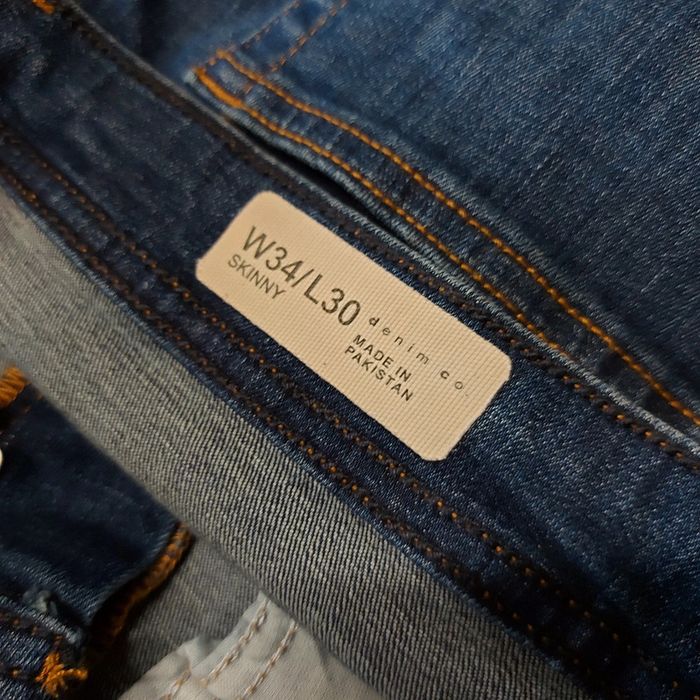 W34/L30
SKINNY
denim co.
MADE IN
PAKISTAN